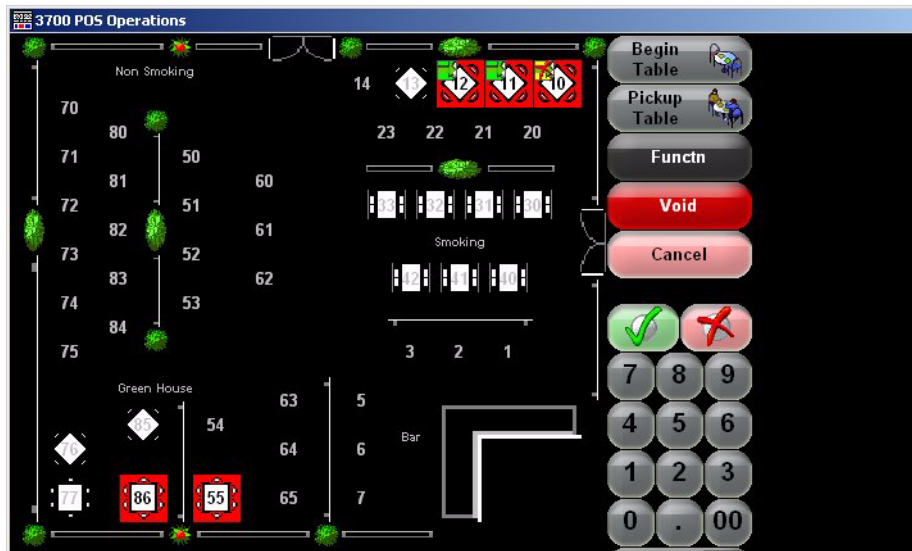 3700 POS Operations
Non Smoking
14 13 12 11 10
70
80
23 22 21 20
71 50
81 60
72 51
33 32 31 30
82 61
Smoking
73 52
83 62
42 41 40
74 53
84
75
3 2 1
Green House
63 5
85 54
Bar
76
64 6
77 86 55 65 7
Begin
Table
Pickup
Table
Functn
Void
Cancel
7 8 9
4 5 6
1 2 3
0 . 00